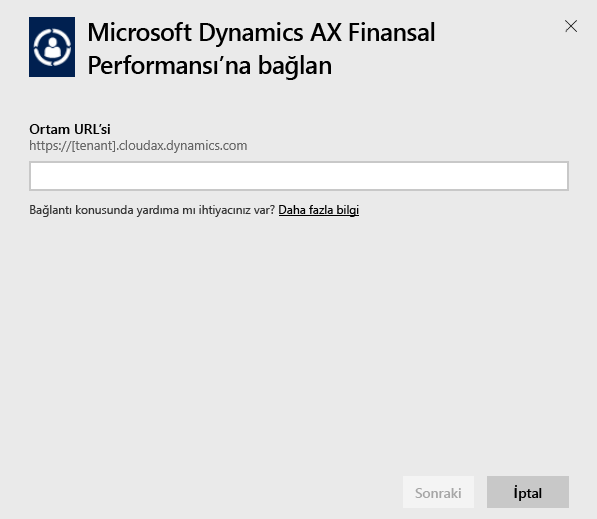 Microsoft Dynamics AX Finansal
Performansı’na bağlan
Ortam URL’si
https://[tenant].cloudax.dynamics.com
Bağlantı konusunda yardıma mı ihtiyacınız var? Daha fazla bilgi
Sonraki
İptal